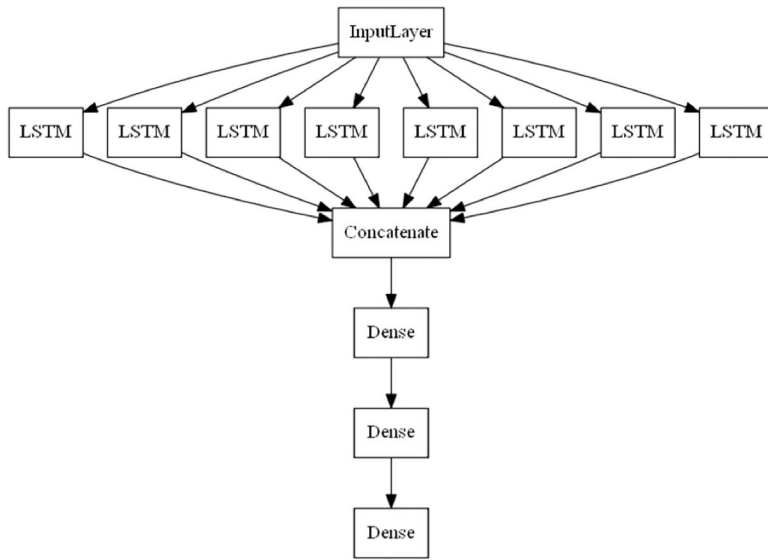 InputLayer
LSTM LSTM LSTM LSTM LSTM LSTM LSTM LSTM
Concatenate
Dense
Dense
Dense